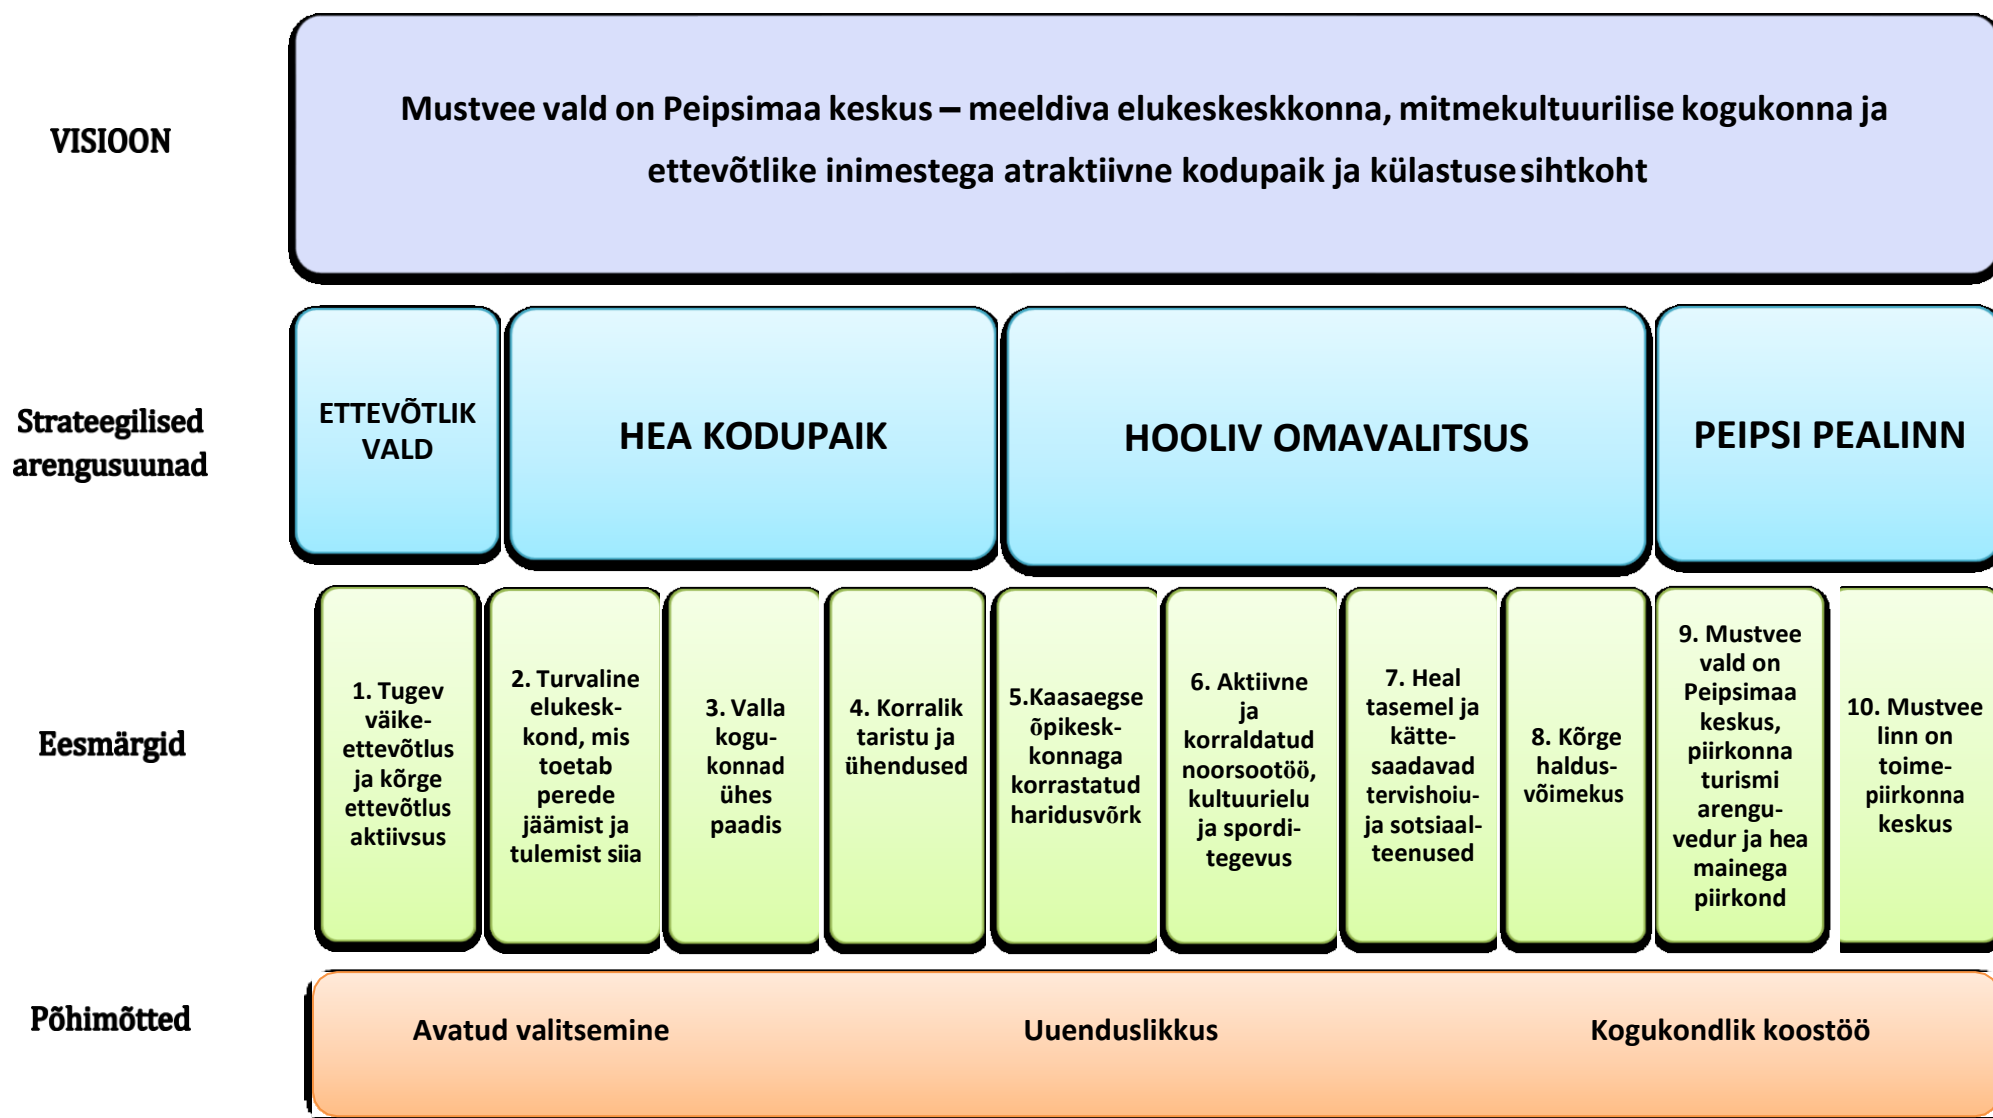 VISIOON
Mustvee vald on Peipsimaa keskus – meeldiva elukeskeskkonna, mitmekultuurilise kogukonna ja
ettevõtlike inimestega atraktiivne kodupaik ja külastuse sihtkoht
Strateegilised
arengusuunad
ETTEVÕTLIK
VALD
HEA KODUPAIK
HOOLIV OMAVALITSUS
PEIPSI PEALINN
Eesmärgid
1. Tugev
väike-
ettevõtlus
ja kõrge
ettevõtlus
aktiivsus
2. Turvaline
elukesk-
kond, mis
toetab
perede
jäämist ja
tulemist siia
3. Valla
kogu-
konnad
ühes
paadis
4. Korralik
taristu ja
ühendused
5.Kaasaegse
õpikesk-
konnaga
korrastatud
haridusvõrk
6. Aktiivne
ja
korraldatud
noorsootöö,
kultuurielu
ja spordi-
tegevus
7. Heal
tasemel ja
kätte-
saadavad
tervishoiu-
ja sotsiaal-
teenused
8. Kõrge
haldus-
võimekus
9. Mustvee
vald on
Peipsimaa
keskus,
piirkonna
turismi
arengu-
vedur ja hea
mainega
piirkond
10. Mustvee
linn on
toime-
piirkonna
keskus
Põhimõtted
Avatud valitsemine
Uuenduslikkus
Kogukondlik koostöö